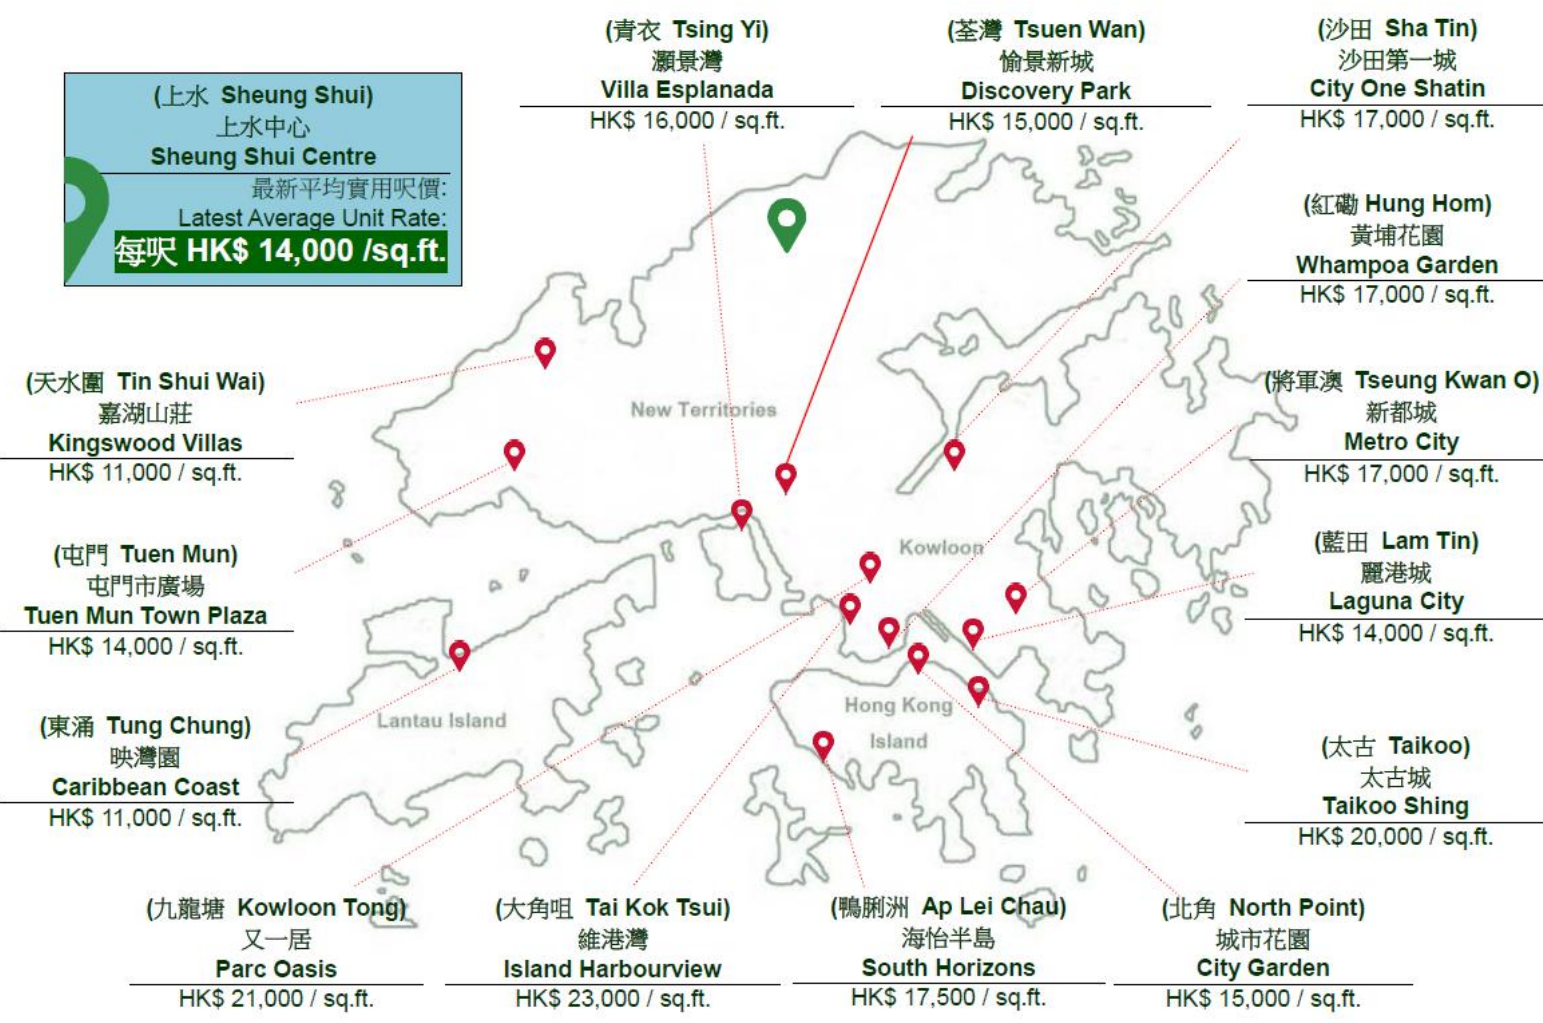 (青衣 Tsing Yi)
灝景灣
Villa Esplanada
HK$ 16,000 / sq.ft.
(荃灣 Tsuen Wan)
愉景新城
Discovery Park
HK$ 15,000 / sq.ft.
(沙田 Sha Tin)
沙田第一城
City One Shatin
HK$ 17,000 / sq.ft.
(上水 Sheung Shui)
上水中心
Sheung Shui Centre
最新平均實用呎價:
Latest Average Unit Rate:
每呎 HK$ 14,000 /sq.ft.
(紅磡 Hung Hom)
黃埔花園
Whampoa Garden
HK$ 17,000 / sq.ft.
(天水圍 Tin Shui Wai)
嘉湖山莊
Kingswood Villas
HK$ 11,000 / sq.ft.
New Territories
(將軍澳 Tseung Kwan O)
新都城
Metro City
HK$ 17,000 / sq.ft.
(屯門 Tuen Mun)
屯門市廣場
Tuen Mun Town Plaza
HK$ 14,000 / sq.ft.
Kowloon
(藍田 Lam Tin)
麗港城
Laguna City
HK$ 14,000 / sq.ft.
(東涌 Tung Chung)
映灣園
Caribbean Coast
HK$ 11,000 / sq.ft.
Lantau Island
Hong Kong
Island
(太古 Taikoo)
太古城
Taikoo Shing
HK$ 20,000 / sq.ft.
(九龍塘 Kowloon Tong)
又一居
Parc Oasis
HK$ 21,000 / sq.ft.
(大角咀 Tai Kok Tsui)
維港灣
Island Harbourview
HK$ 23,000 / sq.ft.
(鴨脷洲 Ap Lei Chau)
海怡半島
South Horizons
HK$ 17,500 / sq.ft.
(北角 North Point)
城市花園
City Garden
HK$ 15,000 / sq.ft.